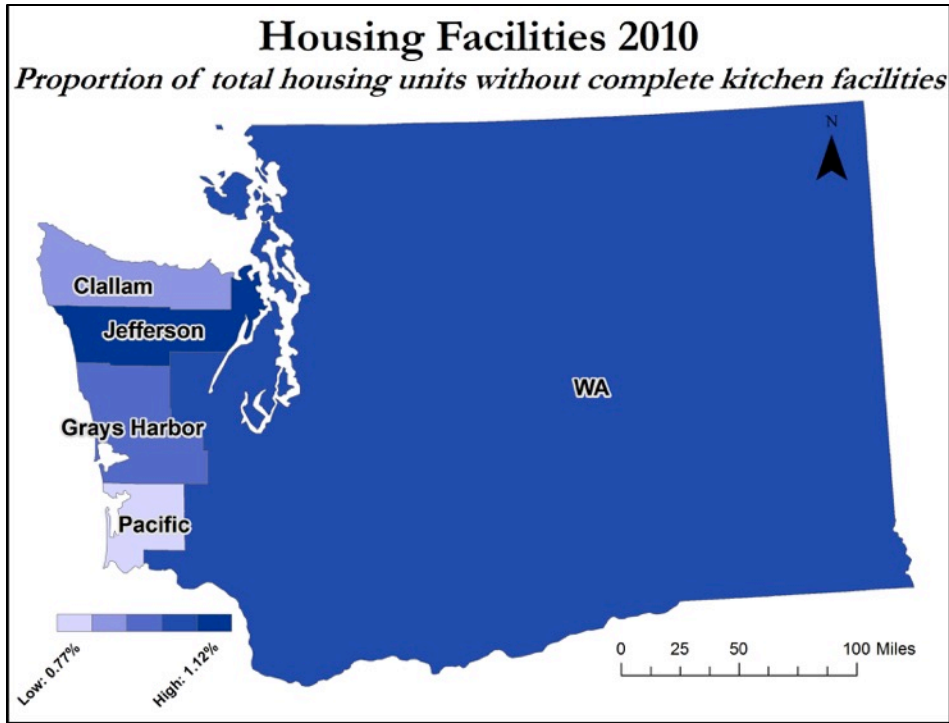 Housing Facilities 2010
Proportion of total housing units without complete kitchen facilities
N
Clallam
Jefferson
WA
Grays Harbor
Pacific
Low: 0.77%
High: 1.12%
0 25 50 100 Miles